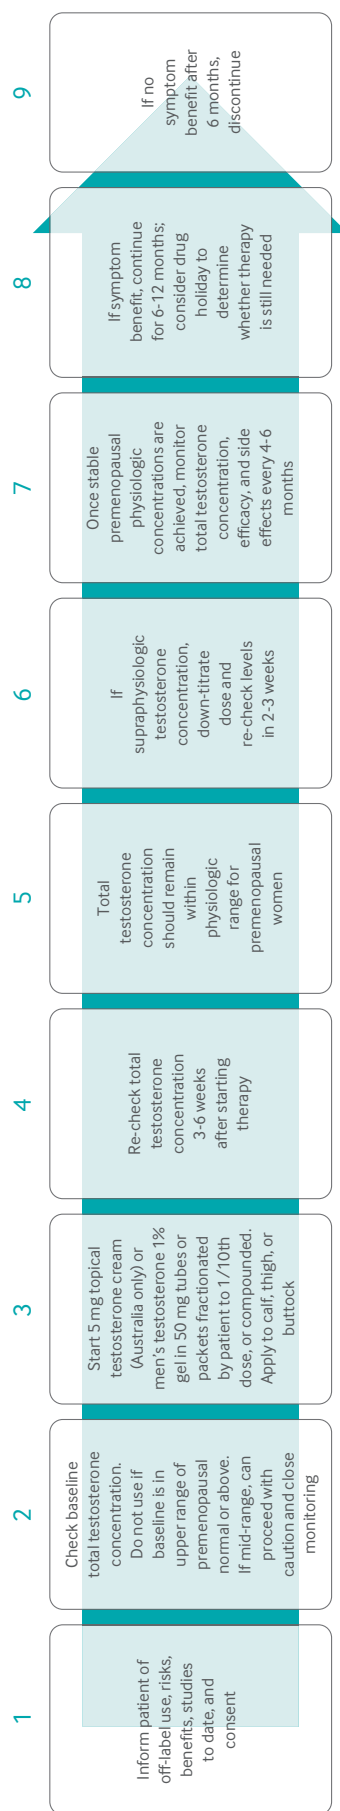 1
Inform patient of
off-label use, risks,
benefits, studies
to date, and
consent
2
Check baseline
total testosterone
concentration.
Do not use if
baseline is in
upper range of
premenopausal
normal or above.
If mid-range, can
proceed with
caution and close
monitoring
3
Start 5 mg topical
testosterone cream
(Australia only) or
men's testosterone 1%
gel in 50 mg tubes or
packets fractionated
by patient to 1/10th
dose, or compounded.
Apply to calf, thigh, or
buttock
4
Re-check total
testosterone
concentration
3-6 weeks
after starting
therapy
5
Total
testosterone
concentration
should remain
within
physiologic
range for
premenopausal
women
6
If
supraphysiologic
testosterone
concentration,
down-titrate
dose and
re-check levels
in 2-3 weeks
7
Once stable
premenopausal
physiologic
concentrations are
achieved, monitor
total testosterone
concentration,
efficacy, and side
effects every 4-6
months
8
If symptom
benefit, continue
for 6-12 months;
consider drug
holiday to
determine
whether therapy
is still needed
9
If no
symptom
benefit after
6 months,
discontinue